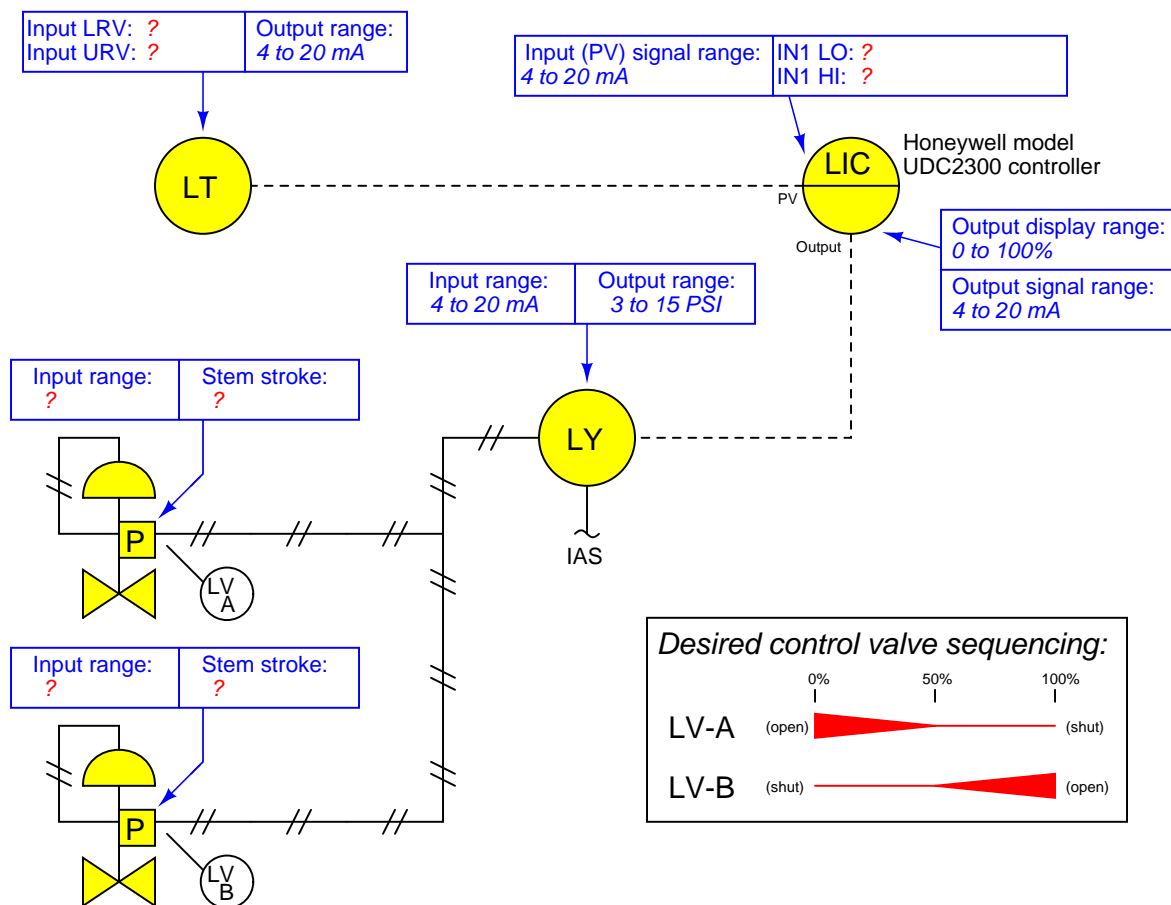 Input LRV: ?
Input URV: ?
Output range:
4 to 20 mA
Input (PV) signal range:
4 to 20 mA
IN1 LO: ?
IN1 HI: ?
LT
LIC
Honeywell model
UDC2300 controller
PV
Output
Output display range:
0 to 100%
Output signal range:
4 to 20 mA
Input range:
4 to 20 mA
Output range:
3 to 15 PSI
Input range:
?
Stem stroke:
?
LY
IAS
P
LV
A
Input range:
?
Stem stroke:
?
P
LV
B
Desired control valve sequencing:
0% 50% 100%
LV-A (open) (shut)
LV-B (shut) (open)